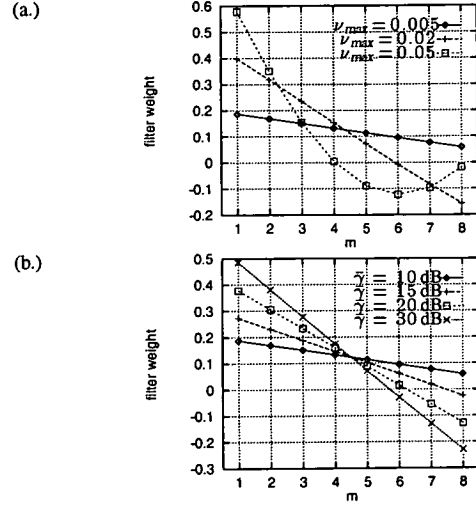 (a.)
0.6
0.5
0.4
0.3
0.2
0.1
0
-0.1
-0.2
filter weight
ν_max = 0.005
ν_max = 0.02
ν_max = 0.05
1 2 3 4 5 6 7 8
m
(b.)
0.5
0.4
0.3
0.2
0.1
0.0
-0.1
-0.2
-0.3
filter weight
γ̄ = 10 dB
γ̄ = 15 dB
γ̄ = 20 dB
γ̄ = 30 dB
1 2 3 4 5 6 7 8
m